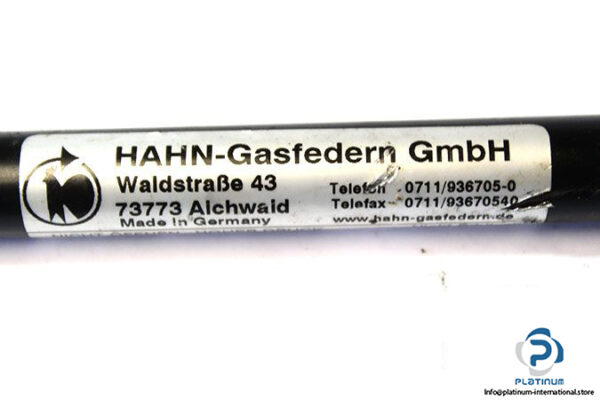 HAHN-Gasfedern GmbH
Waldstraße 43
Telefon 0711/936705-0
73773 Aichwald
Telefax 0711/93670540
Made in Germany
www.hahn-gasfedern.de
PLATINUM
Info@platinum-international.store